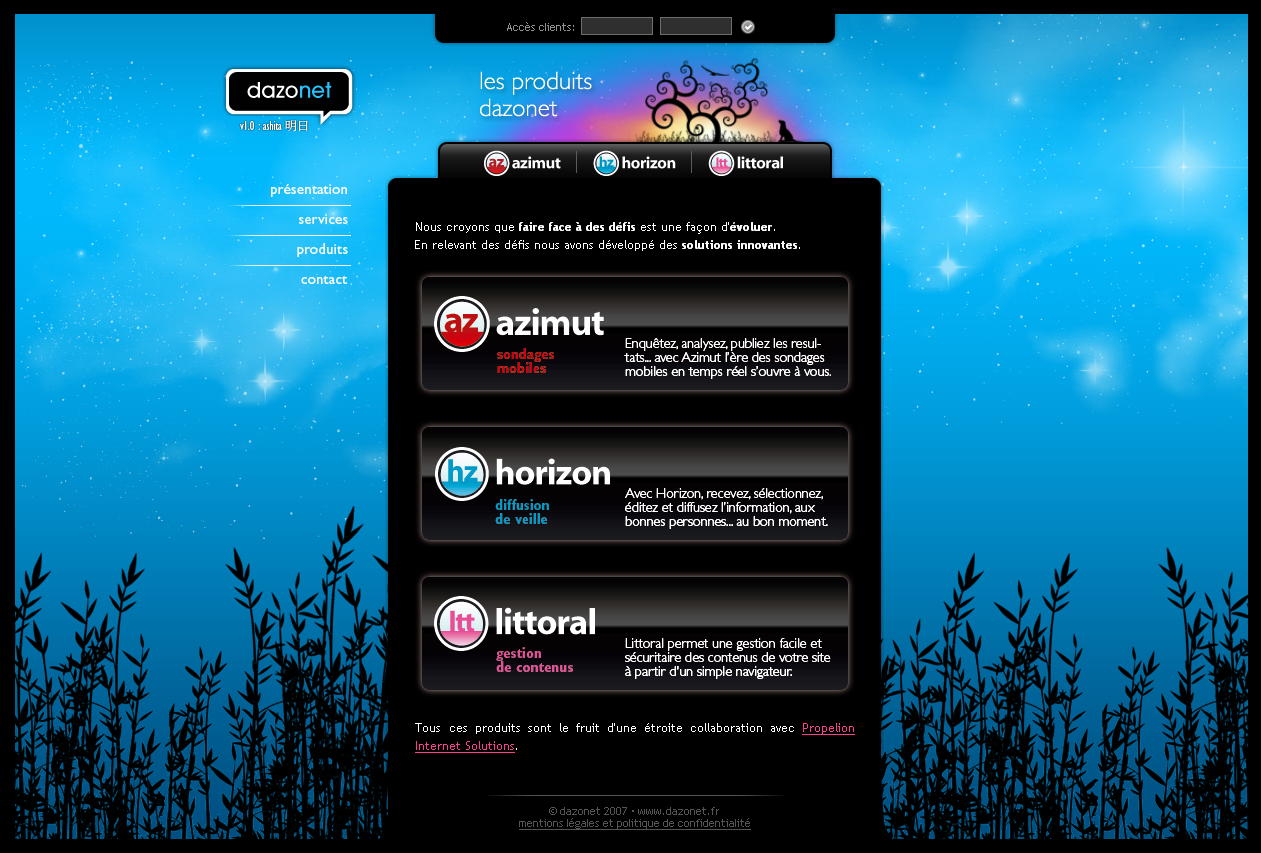 Accès clients:
dazonet
v1.0 : ashita 明日
les produits
dazonet
az azimut
hz horizon
ltt littoral
présentation
services
produits
contact
Nous croyons que faire face à des défis est une façon d'évoluer.
En relevant des défis nous avons développé des solutions innovantes.
az azimut
sondages
mobiles
Enquêtez, analysez, publiez les resul-
tats... avec Azimut l'ère des sondages
mobiles en temps réel s'ouvre à vous.
hz horizon
diffusion
de veille
Avec Horizon, recevez, sélectionnez,
éditez et diffusez l'information, aux
bonnes personnes... au bon moment.
ltt littoral
gestion
de contenus
Littoral permet une gestion facile et
sécuritaire des contenus de votre site
à partir d'un simple navigateur.
Tous ces produits sont le fruit d'une étroite collaboration avec Propelion
Internet Solutions.
© dazonet 2007 • www.dazonet.fr
mentions légales et politique de confidentialité